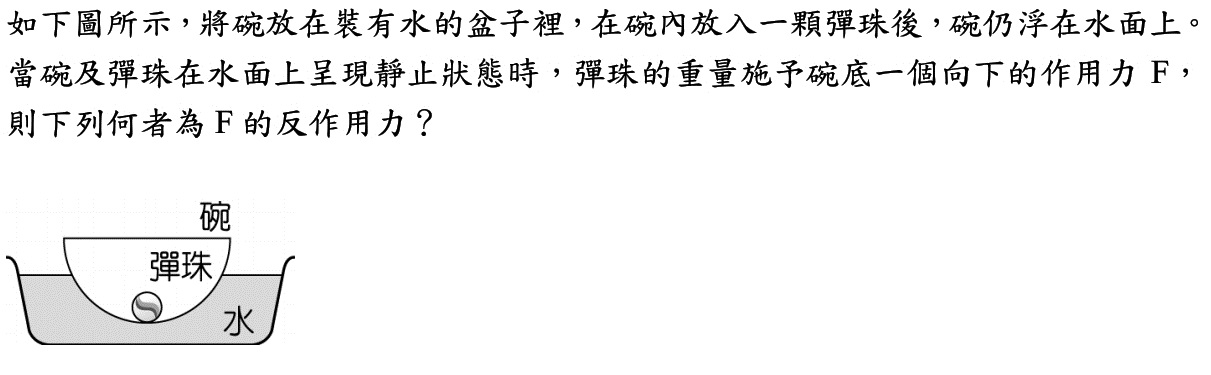 如下圖所示，將碗放在裝有水的盆子裡，在碗內放入一顆彈珠後，碗仍浮在水面上。
當碗及彈珠在水面上呈現靜止狀態時，彈珠的重量施予碗底一個向下的作用力 F，
則下列何者為 F 的反作用力？
碗
彈珠
水